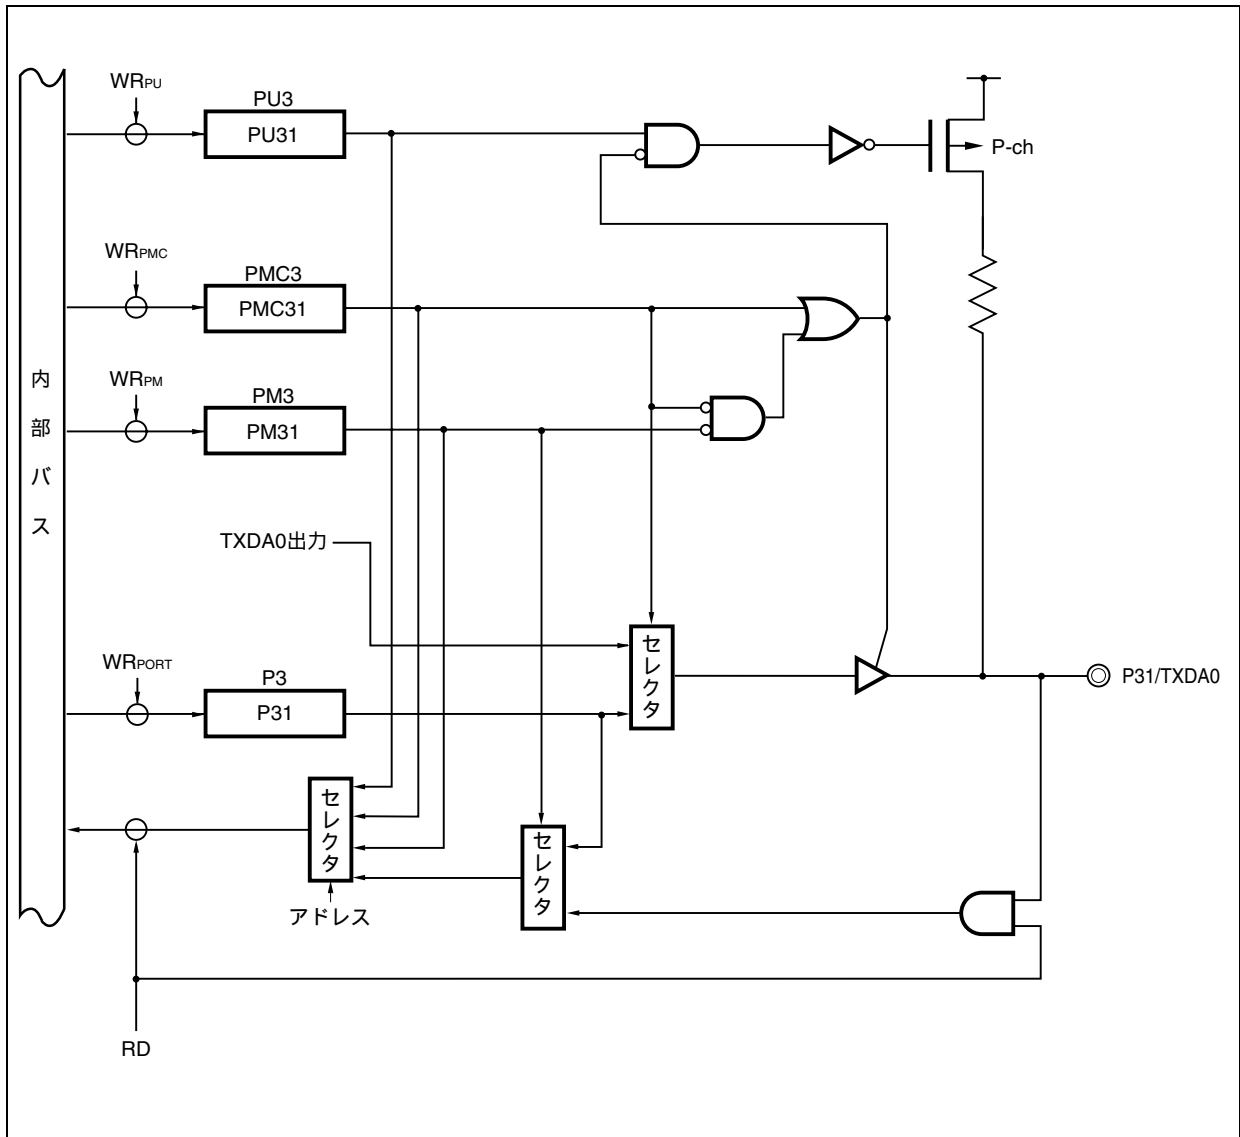 WRPU
PU3
PU31
P-ch
WRPMC
PMC3
PMC31
内部バス
WRPM
PM3
PM31
TXDA0出力
WRPORT
P3
P31
セレクタ
P31/TXDA0
セレクタ
セレクタ
アドレス
RD